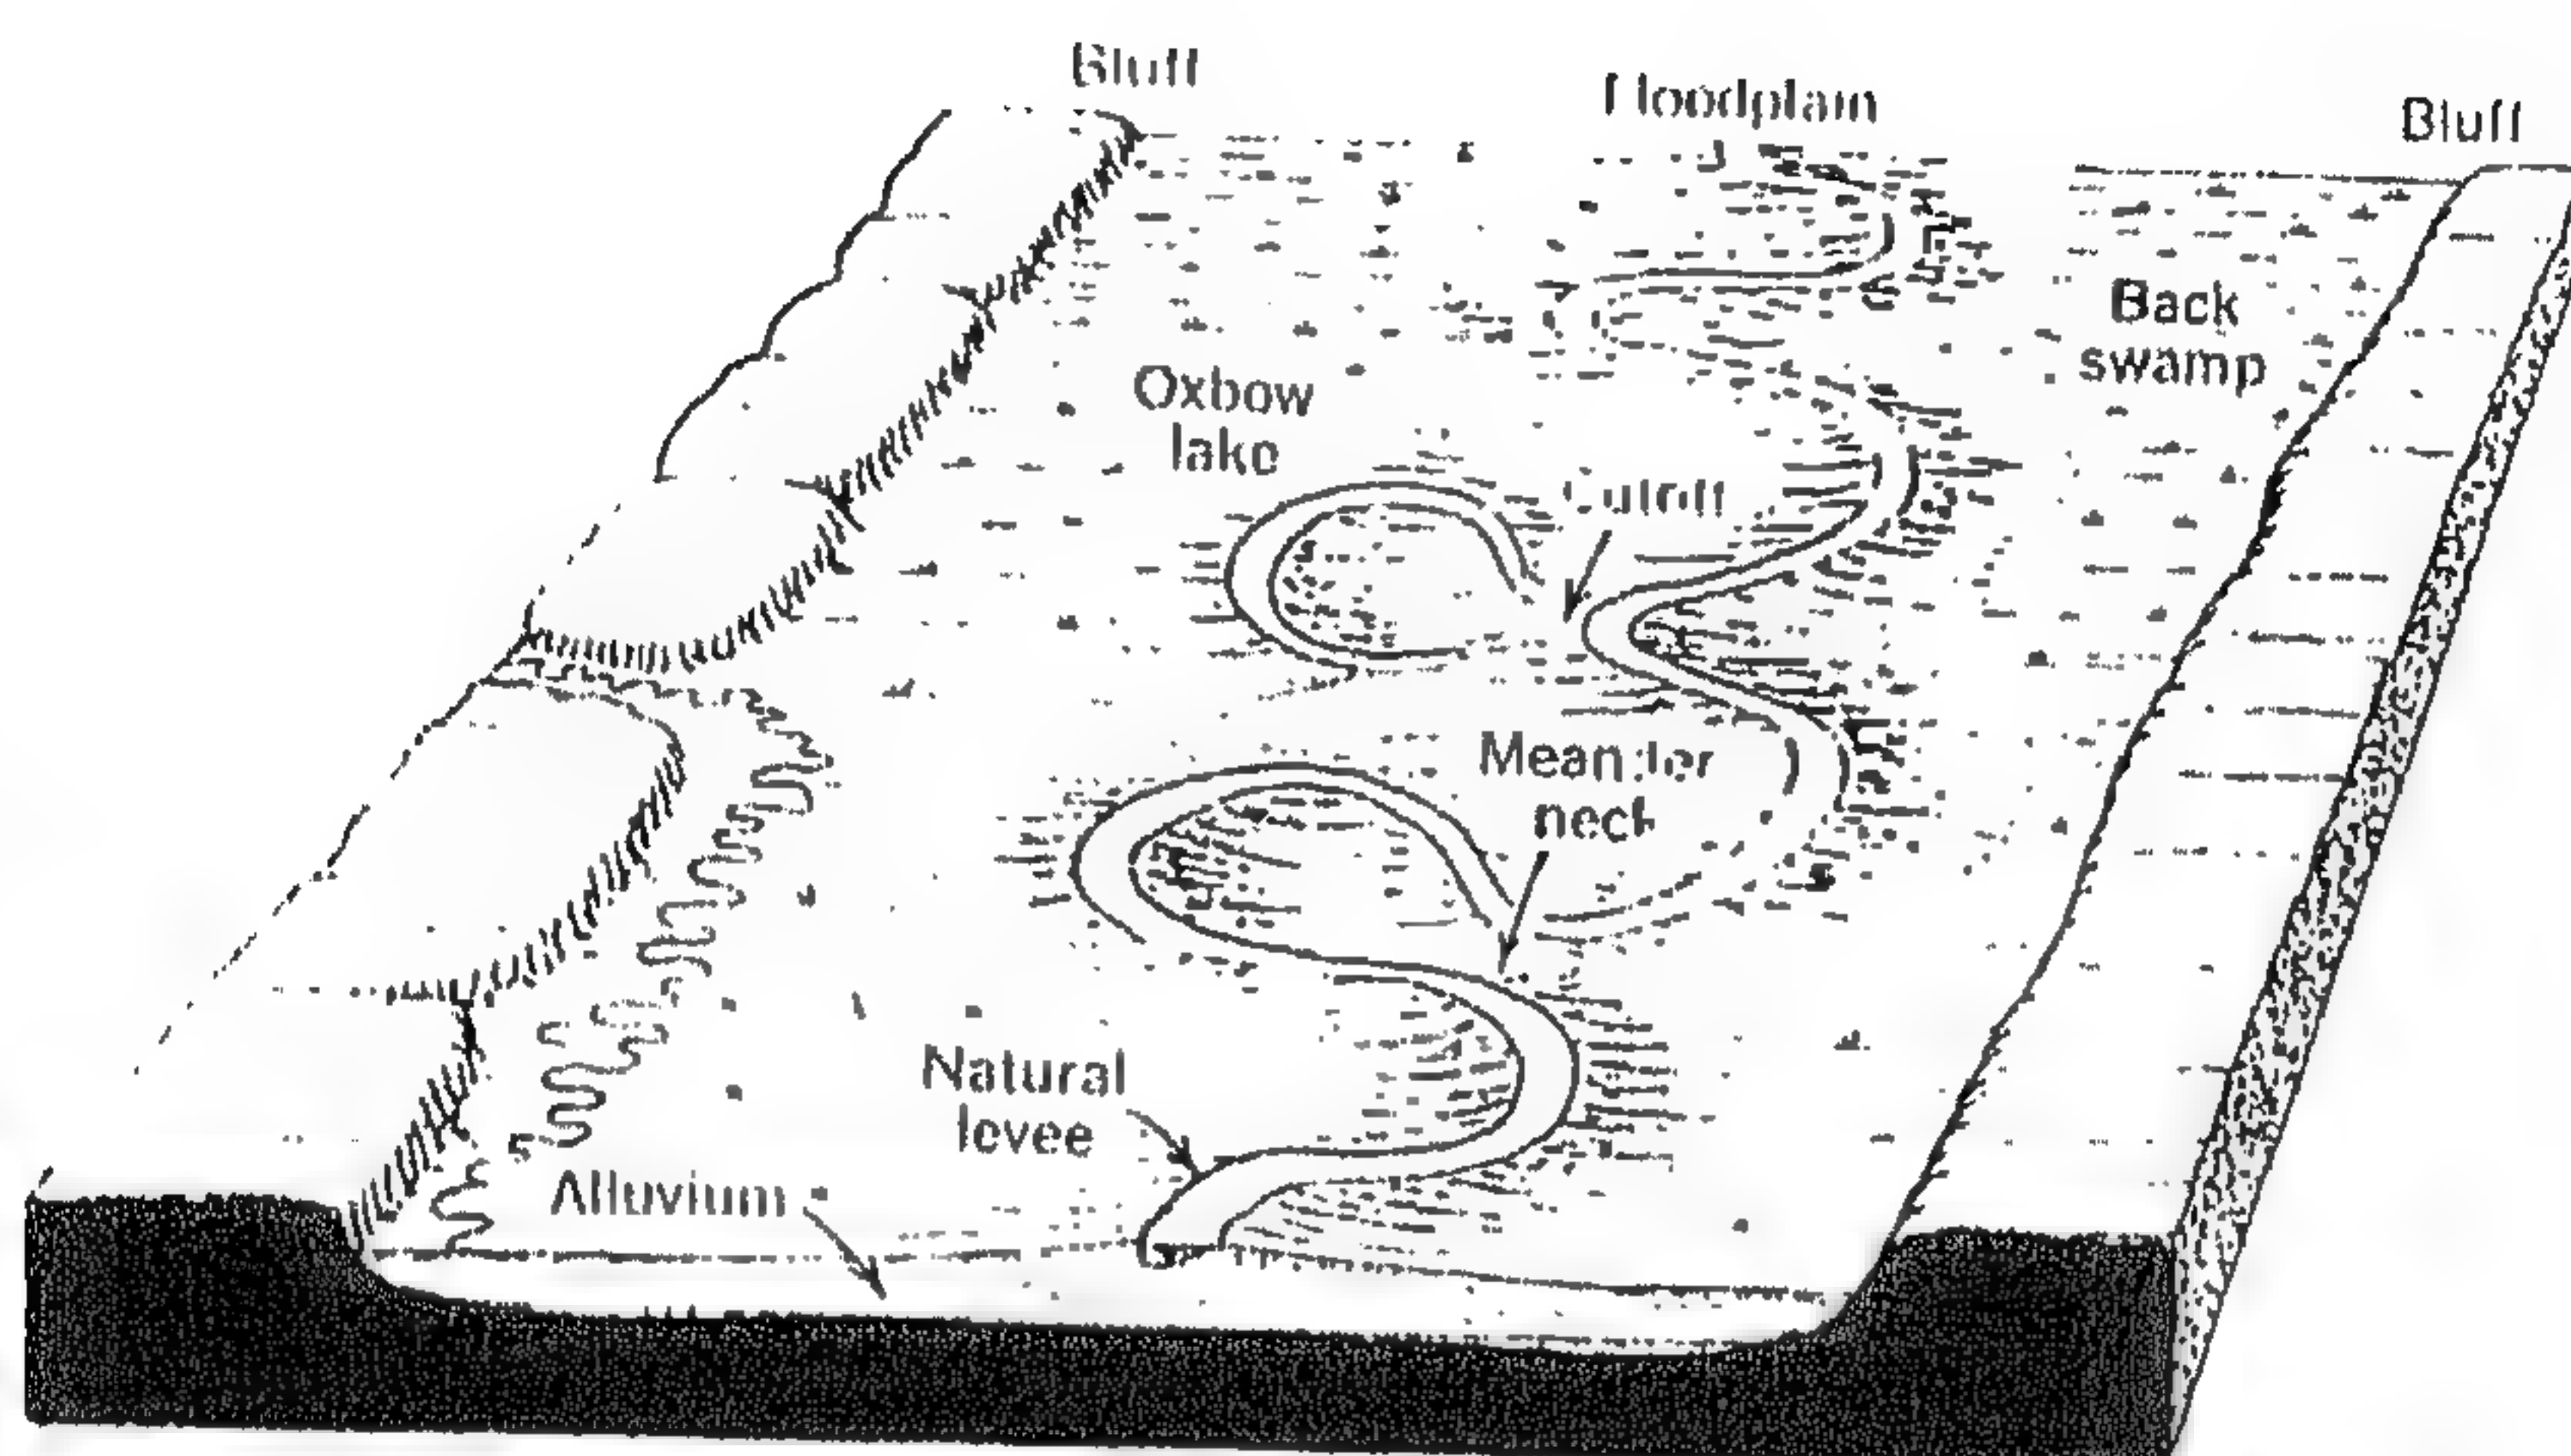 Bluff
Floodplain
Bluff
Back
swamp
Oxbow
lake
Cutoff
Meander
neck
Natural
levee
Alluvium